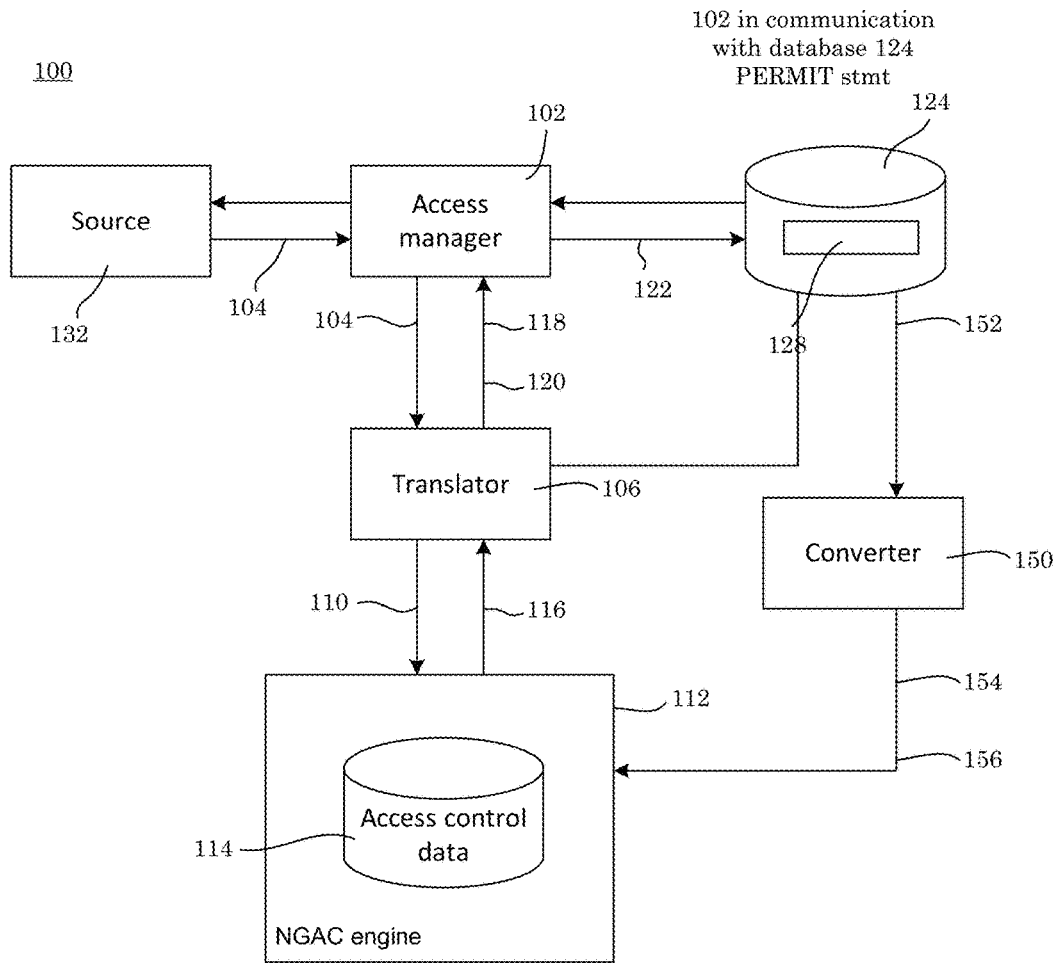 102 in communication
with database 124
PERMIT stmt
100
102
124
Source
Access
manager
104
122
128
132
104
118
152
120
Translator
106
Converter
150
110
116
154
112
156
Access control
data
114
NGAC engine